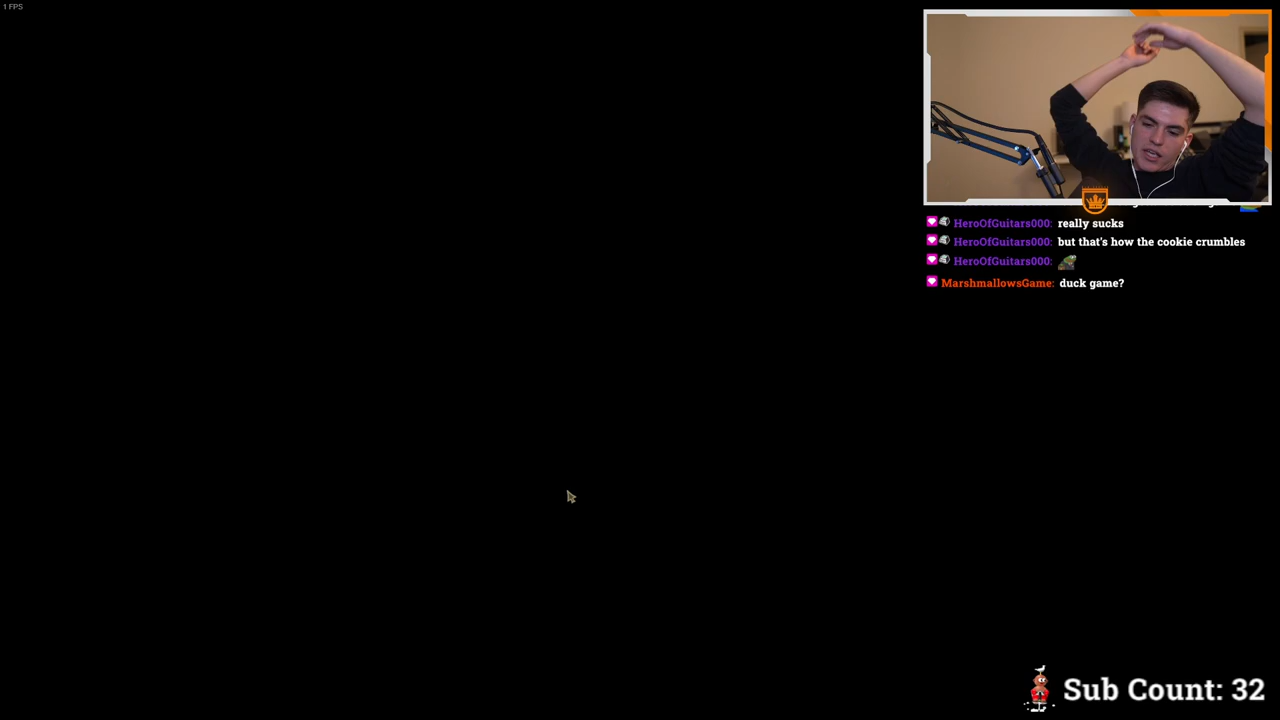 1 FPS
HeroOfGuitars000: really sucks
HeroOfGuitars000: but that's how the cookie crumbles
HeroOfGuitars000:
MarshmallowsGame: duck game?
Sub Count: 32